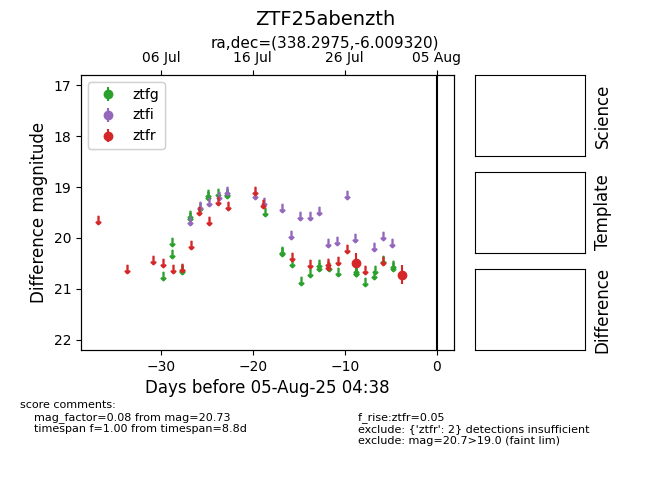 ZTF25abenzth
ra,dec=(338.2975,-6.009320)
06 Jul 16 Jul 26 Jul 05 Aug
ztfg
ztfi
ztfr
17
18
19
20
21
22
Difference magnitude
−30 −20 −10 0
Days before 05-Aug-25 04:38
Science
Template
Difference
score comments:
mag_factor=0.08 from mag=20.73
timespan f=1.00 from timespan=8.8d
f_rise:ztfr=0.05
exclude: {'ztfr': 2} detections insufficient
exclude: mag=20.7>19.0 (faint lim)